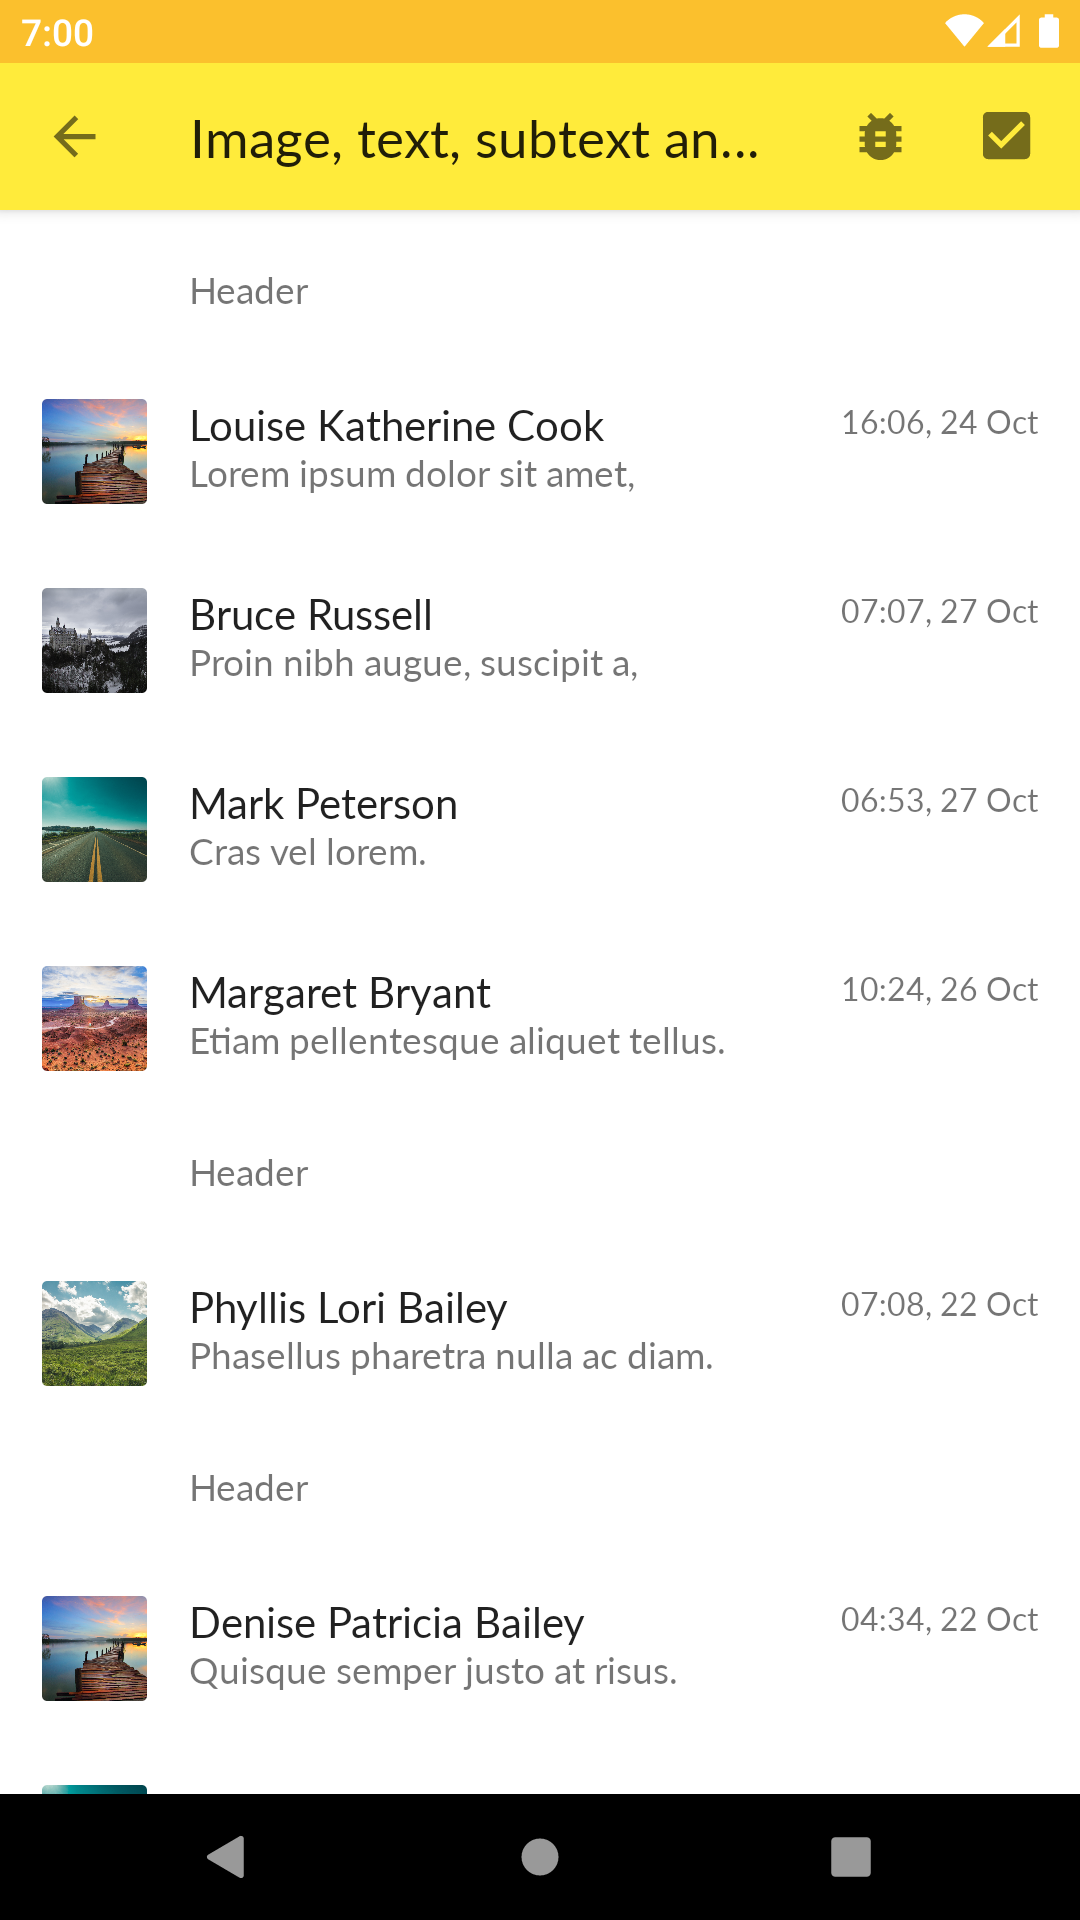 7:00
Image, text, subtext an...
Header
Louise Katherine Cook
16:06, 24 Oct
Lorem ipsum dolor sit amet,
Bruce Russell
07:07, 27 Oct
Proin nibh augue, suscipit a,
Mark Peterson
06:53, 27 Oct
Cras vel lorem.
Margaret Bryant
10:24, 26 Oct
Etiam pellentesque aliquet tellus.
Header
Phyllis Lori Bailey
07:08, 22 Oct
Phasellus pharetra nulla ac diam.
Header
Denise Patricia Bailey
04:34, 22 Oct
Quisque semper justo at risus.